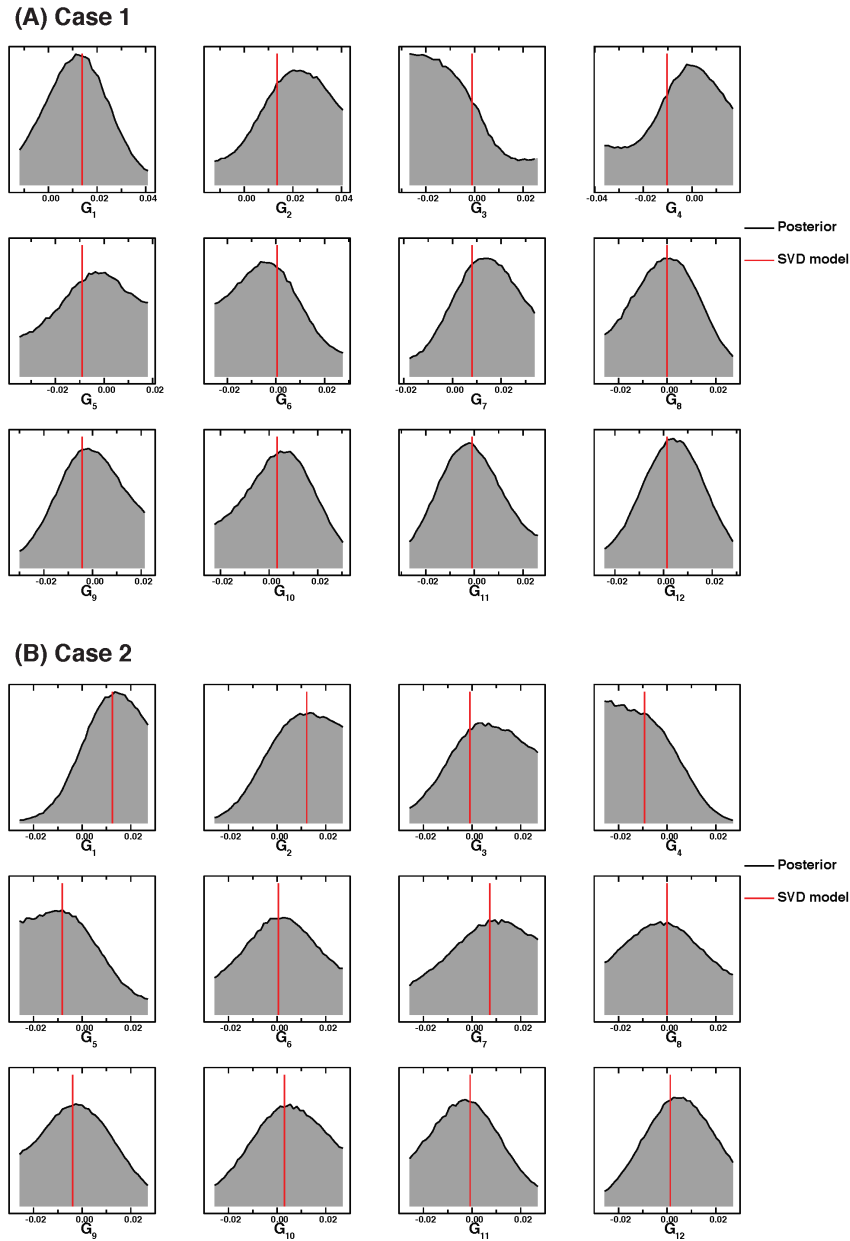 (A) Case 1
0.00 0.02 0.04
G1
0.00 0.02 0.04
G2
-0.02 0.00 0.02
G3
-0.04 -0.02 0.00
G4
Posterior
SVD model
-0.02 0.00 0.02
G5
-0.02 0.00 0.02
G6
-0.02 0.00 0.02
G7
-0.02 0.00 0.02
G8
-0.02 0.00 0.02
G9
-0.02 0.00 0.02
G10
-0.02 0.00 0.02
G11
-0.02 0.00 0.02
G12
(B) Case 2
-0.02 0.00 0.02
G1
-0.02 0.00 0.02
G2
-0.02 0.00 0.02
G3
-0.02 0.00 0.02
G4
Posterior
SVD model
-0.02 0.00 0.02
G5
-0.02 0.00 0.02
G6
-0.02 0.00 0.02
G7
-0.02 0.00 0.02
G8
-0.02 0.00 0.02
G9
-0.02 0.00 0.02
G10
-0.02 0.00 0.02
G11
-0.02 0.00 0.02
G12